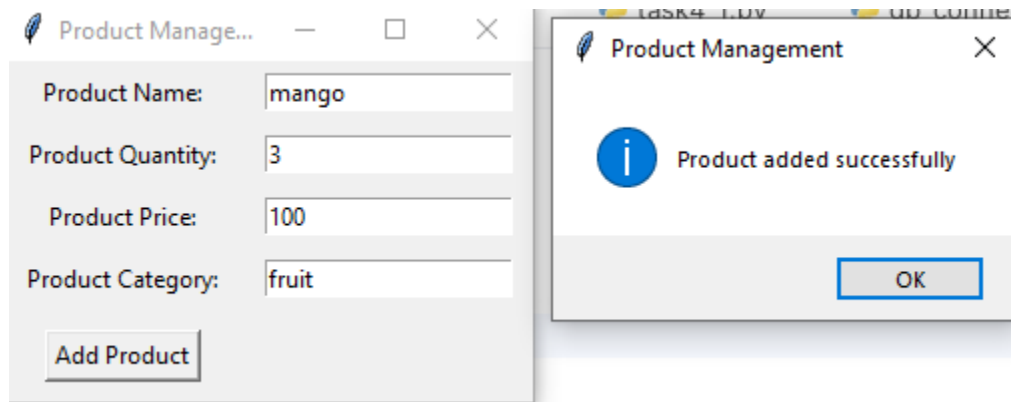 Product Manage...
Product Name: mango
Product Quantity: 3
Product Price: 100
Product Category: fruit
Add Product
Product Management
Product added successfully
OK